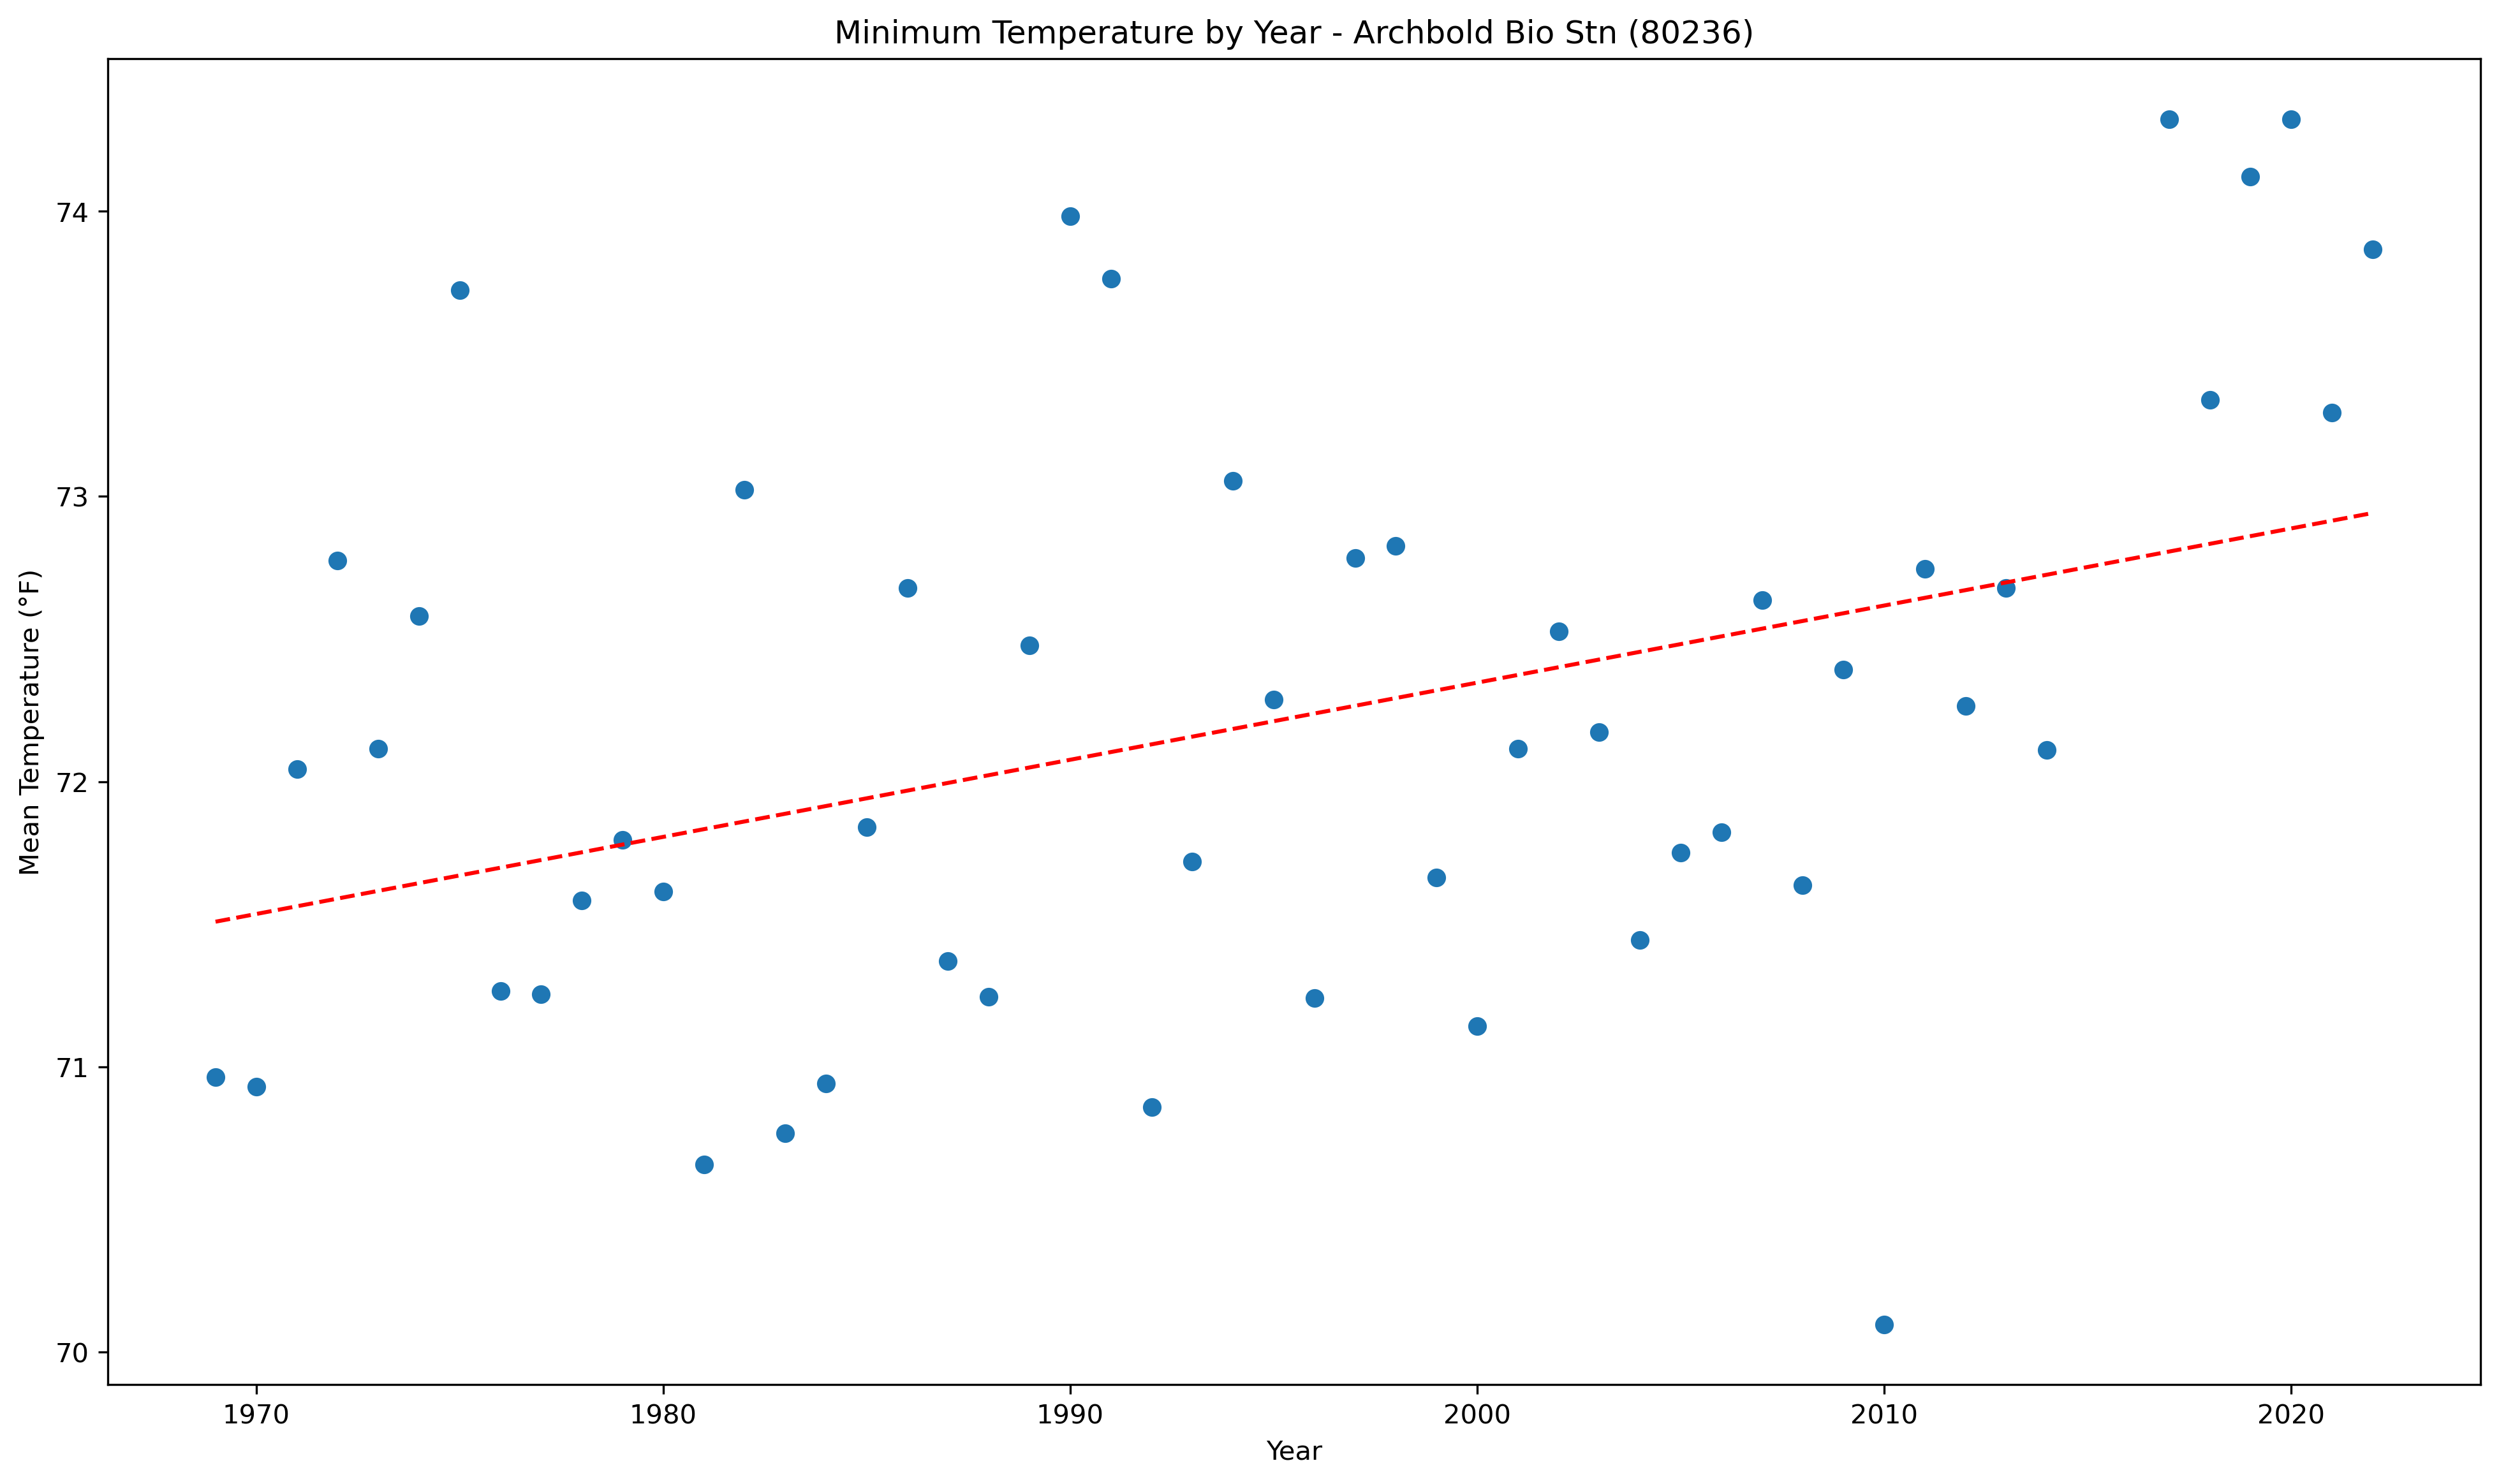 Minimum Temperature by Year - Archbold Bio Stn (80236)
Mean Temperature (°F)
74
73
72
71
70
1970 1980 1990 2000 2010 2020
Year